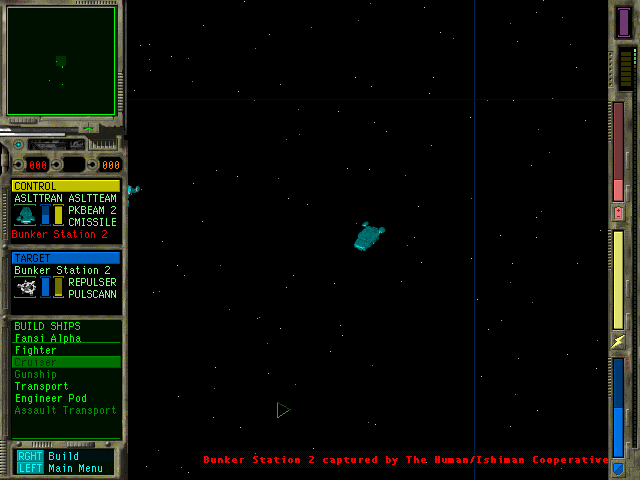 000 000
CONTROL
ASLTTRAN ASLTTEAM
PKBEAM 2
CMISSILE
Bunker Station 2
TARGET
Bunker Station 2
REPULSER
PULSCANN
BUILD SHIPS
Fansi Alpha
Fighter
Cruiser
Gunship
Transport
Engineer Pod
Assault Transport
RGHT Build
LEFT Main Menu
Bunker Station 2 captured by The Human/Ishiman Cooperative